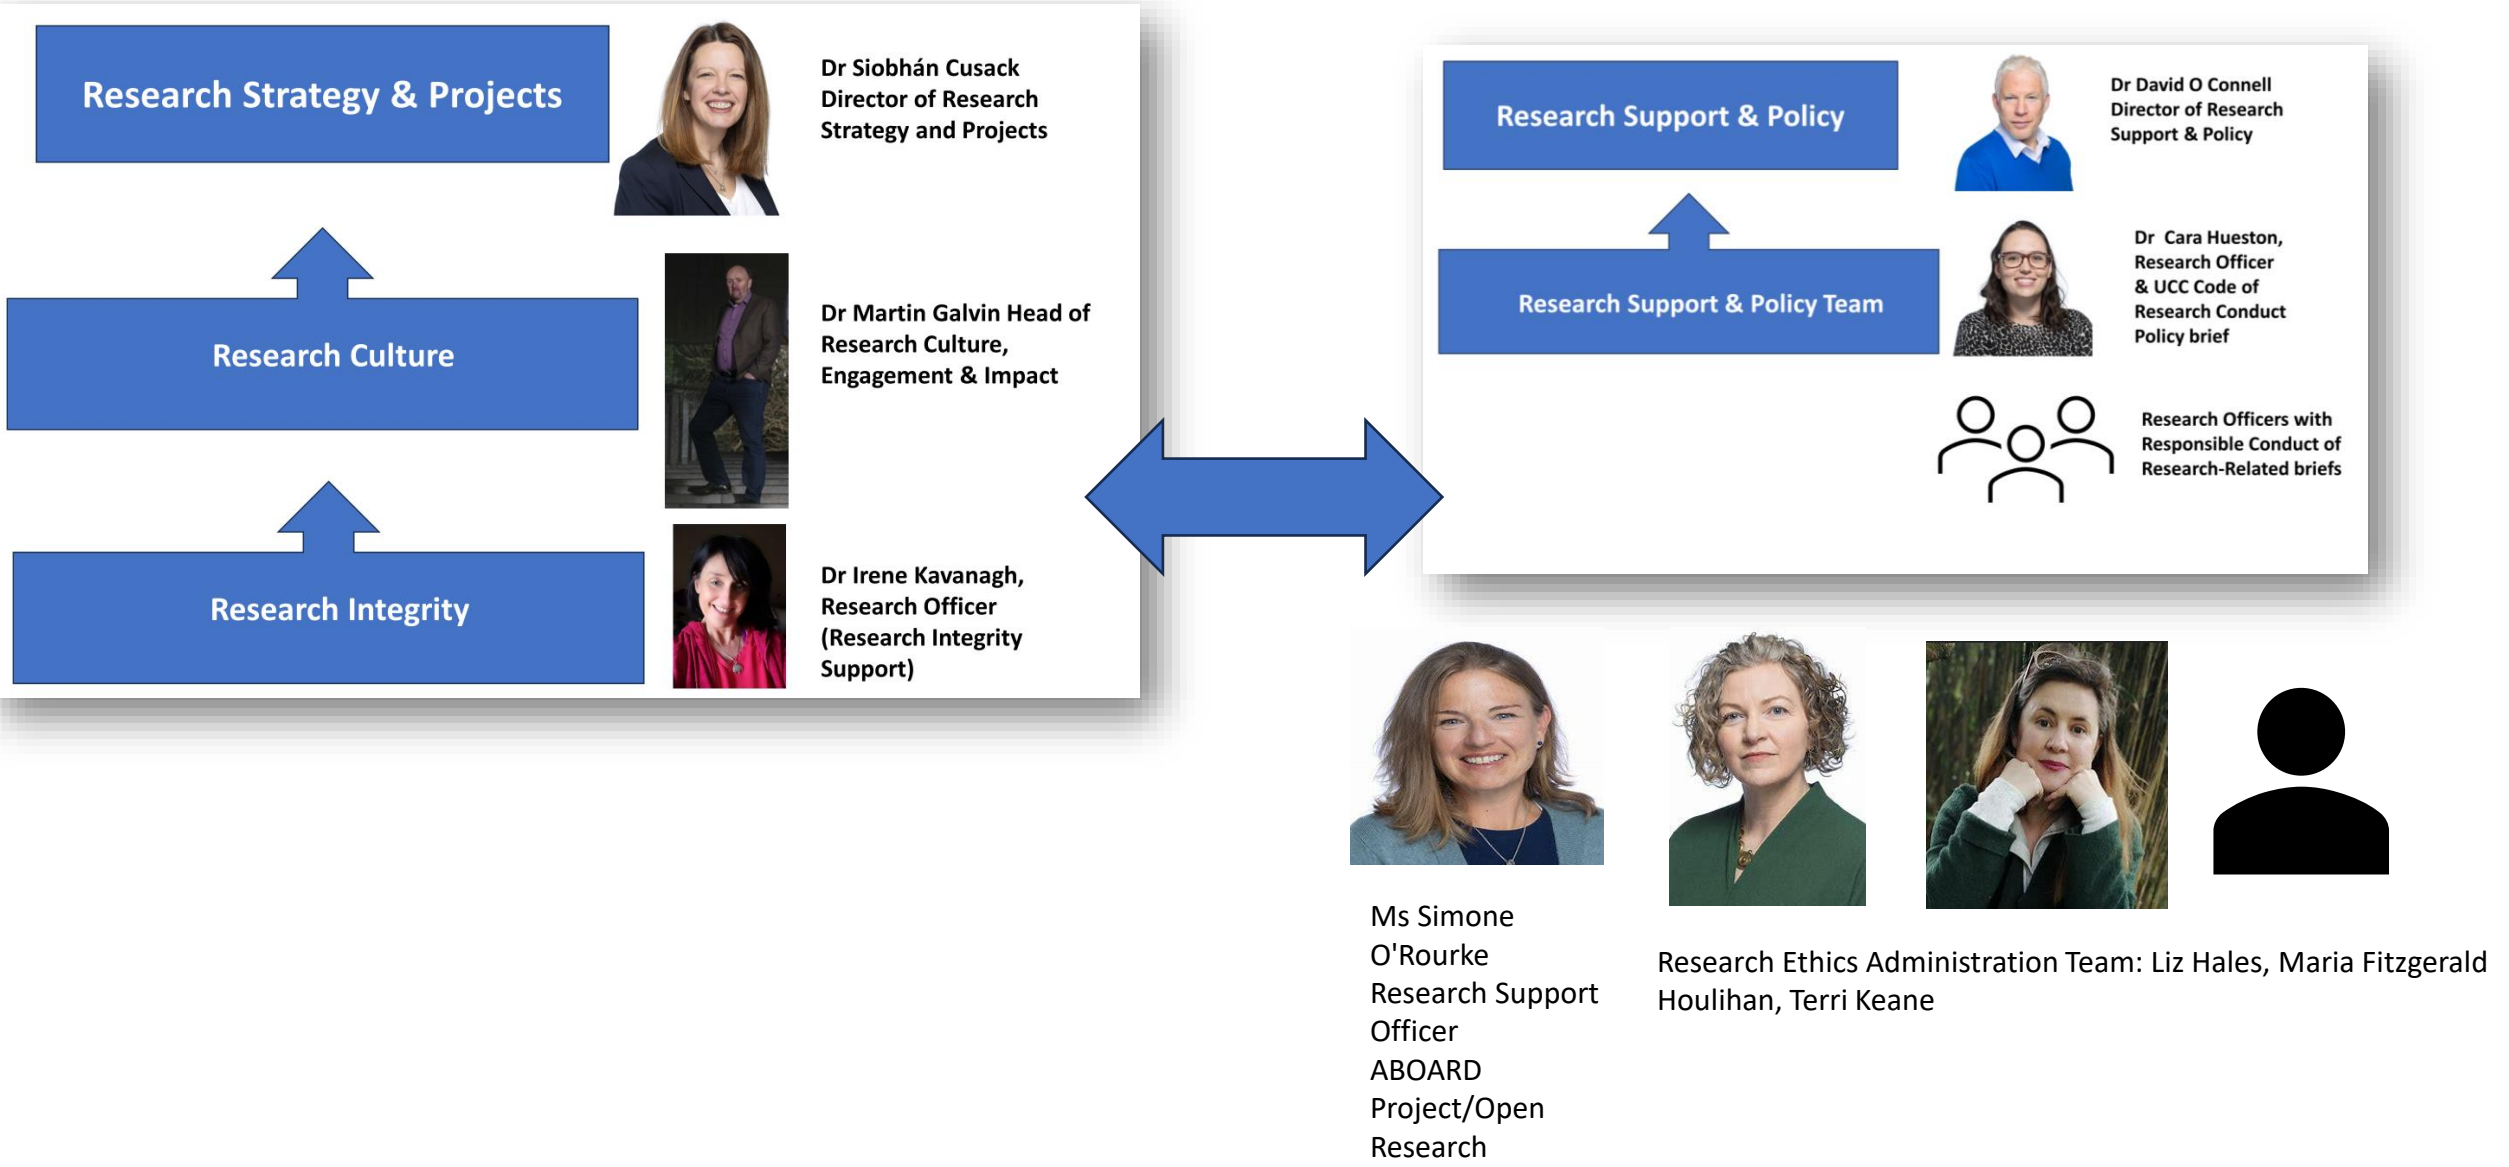 Research Strategy & Projects
Dr Siobhán Cusack
Director of Research
Strategy and Projects
Research Culture
Dr Martin Galvin Head of
Research Culture,
Engagement & Impact
Research Integrity
Dr Irene Kavanagh,
Research Officer
(Research Integrity
Support)
Research Support & Policy
Dr David O Connell
Director of Research
Support & Policy
Research Support & Policy Team
Dr  Cara Hueston,
Research Officer
& UCC Code of
Research Conduct
Policy brief
Research Officers with
Responsible Conduct of
Research-Related briefs
Ms Simone
O'Rourke
Research Support
Officer
ABOARD
Project/Open
Research
Research Ethics Administration Team: Liz Hales, Maria Fitzgerald
Houlihan, Terri Keane